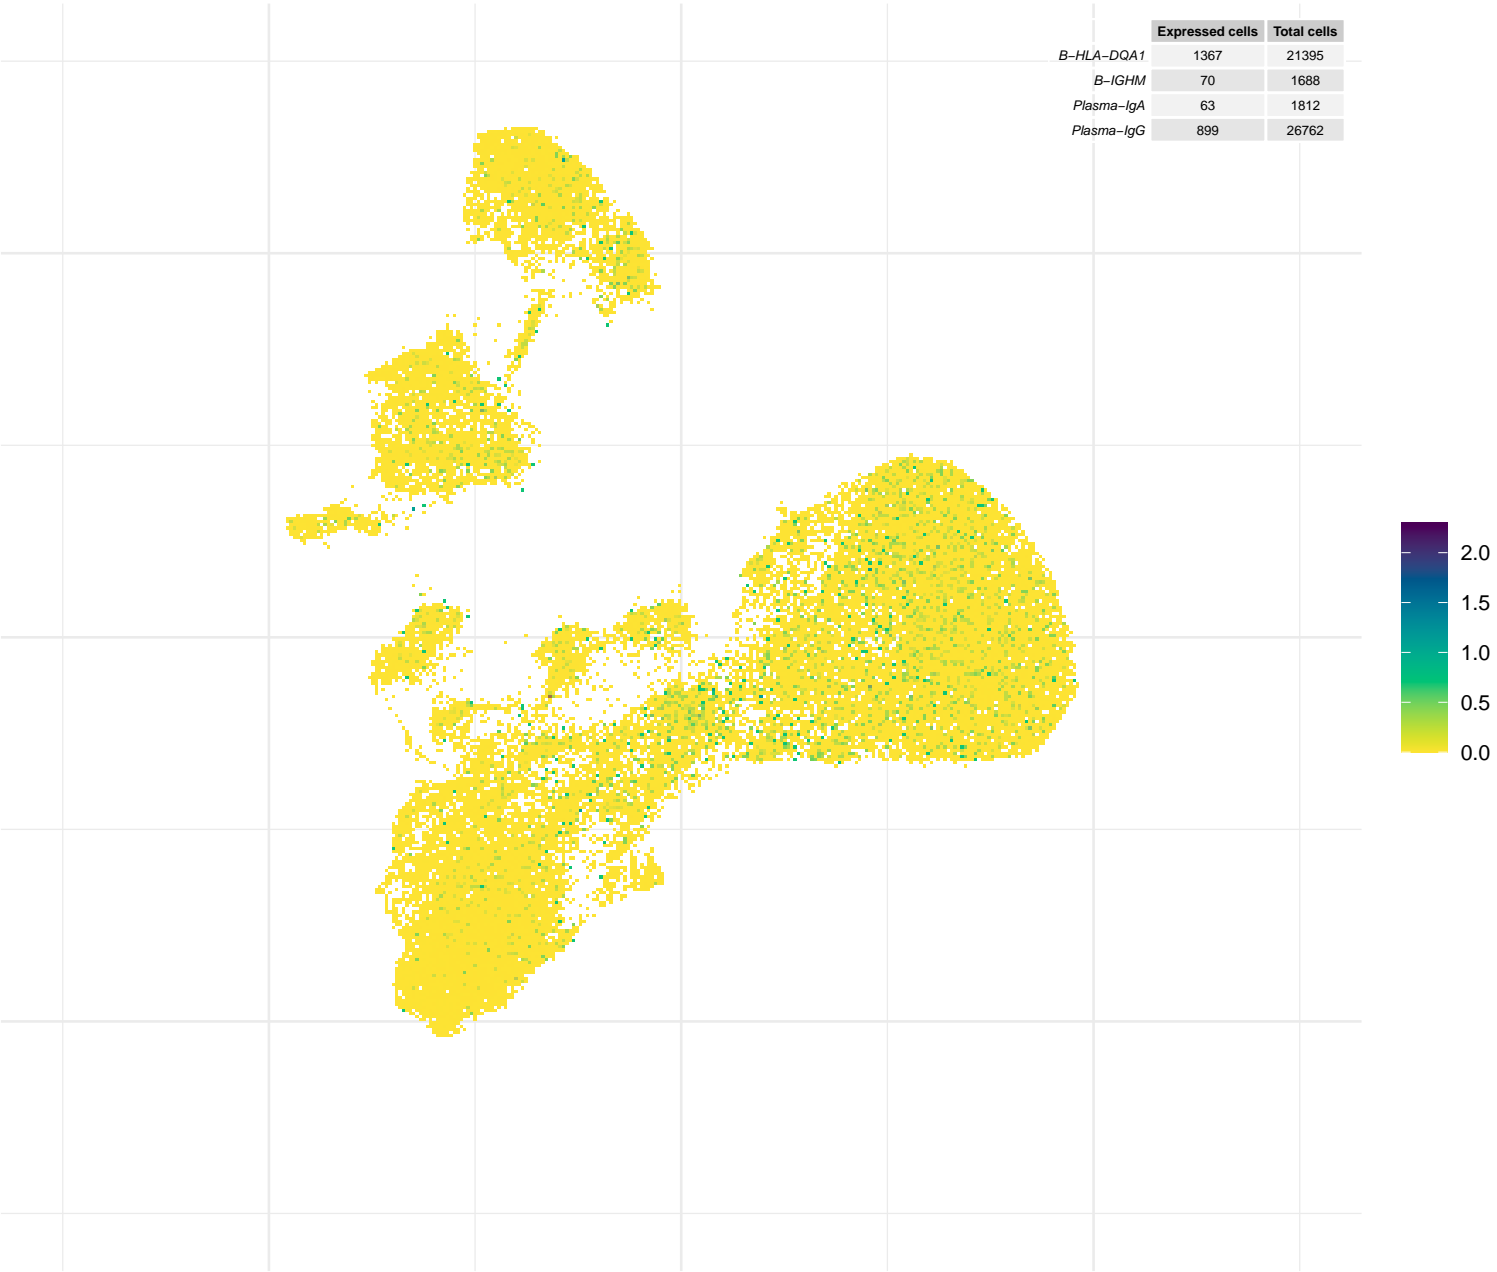 Expressed cells Total cells
B−HLA−DQA1 1367 21395
B−IGHM 70 1688
Plasma−IgA 63 1812
Plasma−IgG 899 26762
2.0
1.5
1.0
0.5
0.0